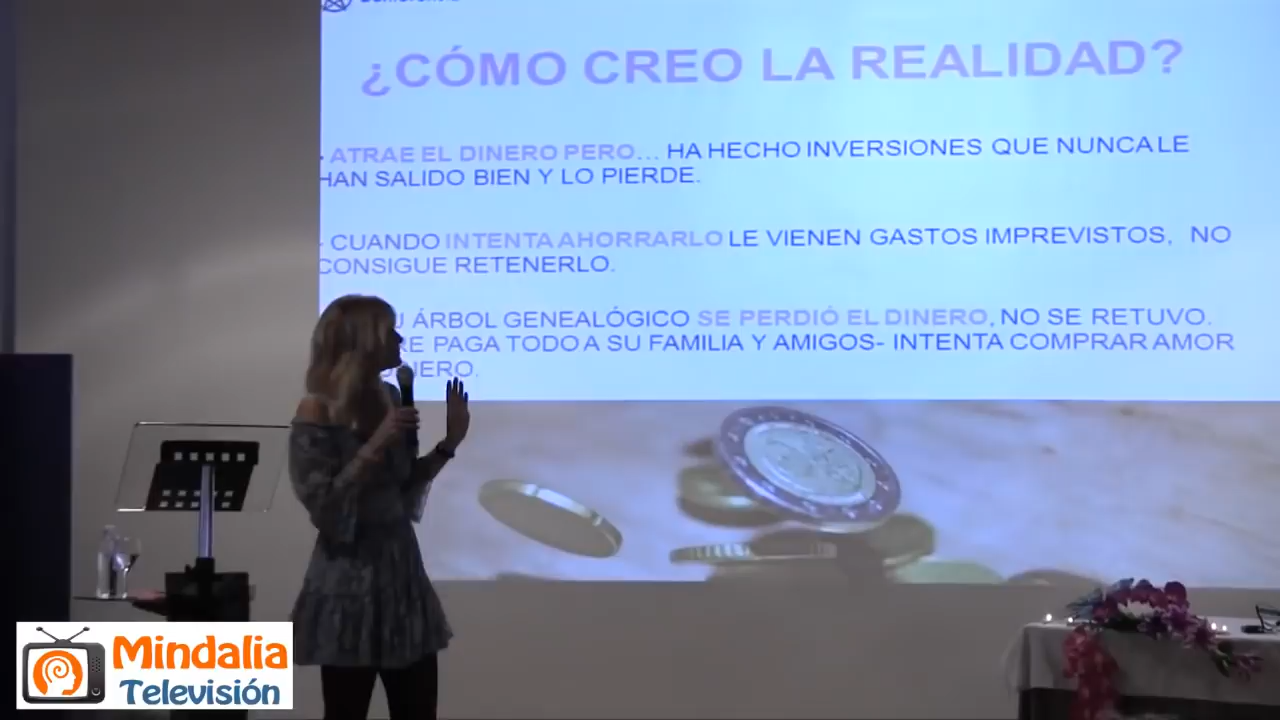 ¿CÓMO CREO LA REALIDAD?
- ATRAE EL DINERO PERO... HA HECHO INVERSIONES QUE NUNCA LE
HAN SALIDO BIEN Y LO PIERDE.
- CUANDO INTENTA AHORRARLO LE VIENEN GASTOS IMPREVISTOS, NO
CONSIGUE RETENERLO.
ÁRBOL GENEALÓGICO SE PERDIÓ EL DINERO, NO SE RETUVO.
PAGA TODO A SU FAMILIA Y AMIGOS- INTENTA COMPRAR AMOR
Mindalia
Televisión